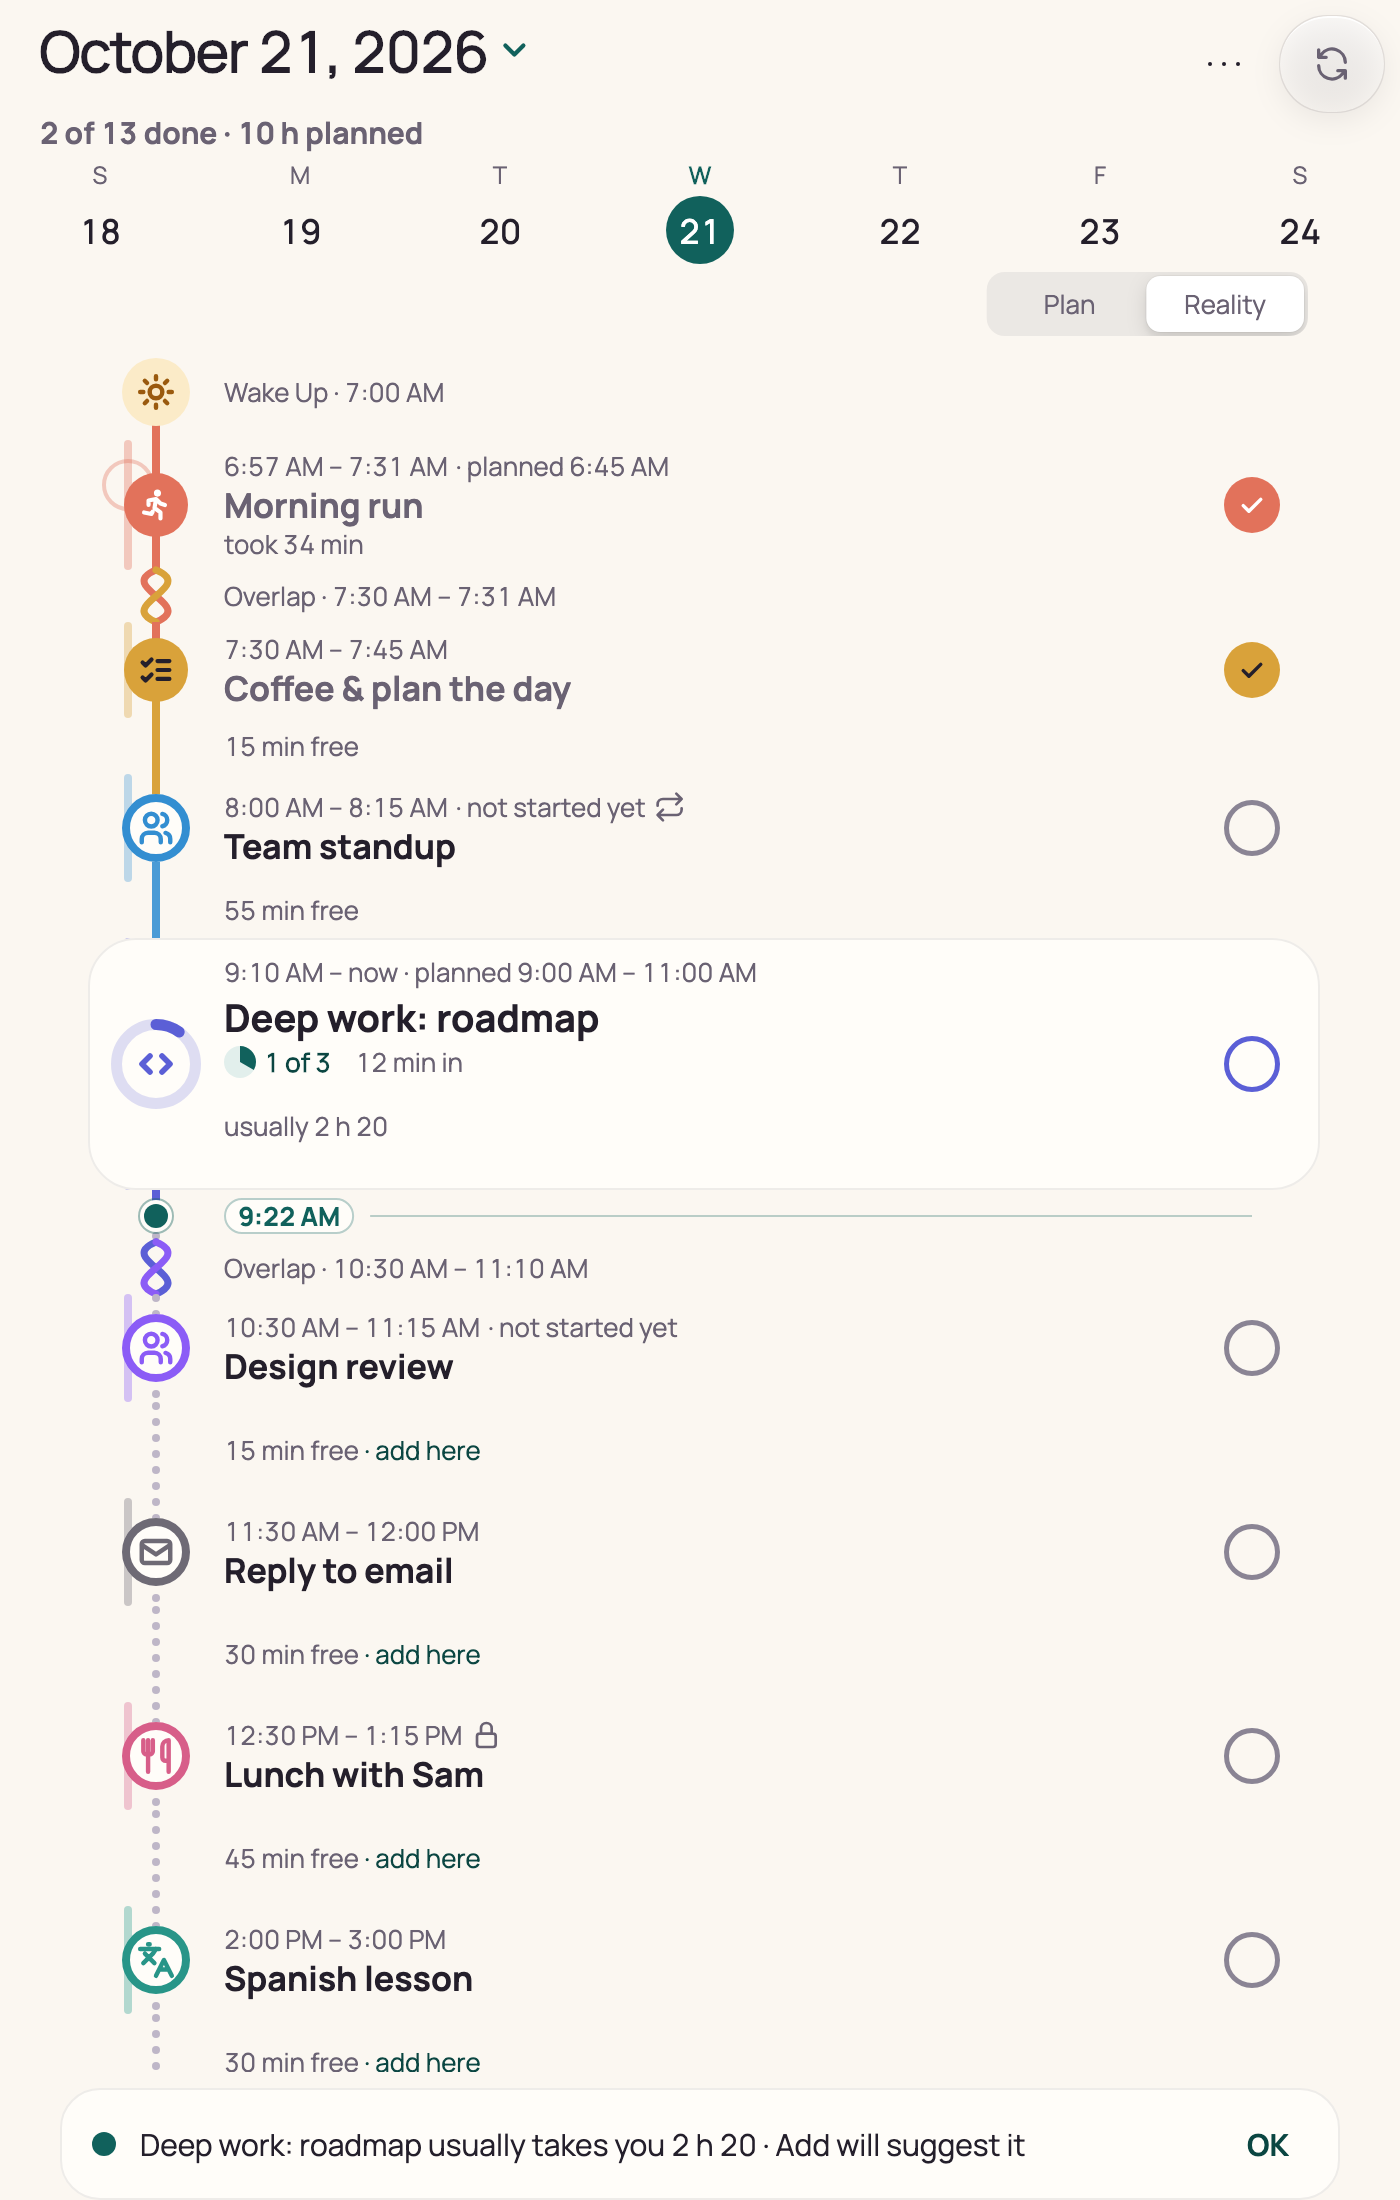 October 21, 2026
...
2 of 13 done · 10 h planned
S M T W T F S
18 19 20 21 22 23 24
Plan Reality
Wake Up · 7:00 AM
6:57 AM – 7:31 AM · planned 6:45 AM
Morning run
took 34 min
Overlap · 7:30 AM – 7:31 AM
7:30 AM – 7:45 AM
Coffee & plan the day
15 min free
8:00 AM – 8:15 AM · not started yet
Team standup
55 min free
9:10 AM – now · planned 9:00 AM – 11:00 AM
Deep work: roadmap
1 of 3 12 min in
usually 2 h 20
9:22 AM
Overlap · 10:30 AM – 11:10 AM
10:30 AM – 11:15 AM · not started yet
Design review
15 min free · add here
11:30 AM – 12:00 PM
Reply to email
30 min free · add here
12:30 PM – 1:15 PM
Lunch with Sam
45 min free · add here
2:00 PM – 3:00 PM
Spanish lesson
30 min free · add here
Deep work: roadmap usually takes you 2 h 20 · Add will suggest it OK